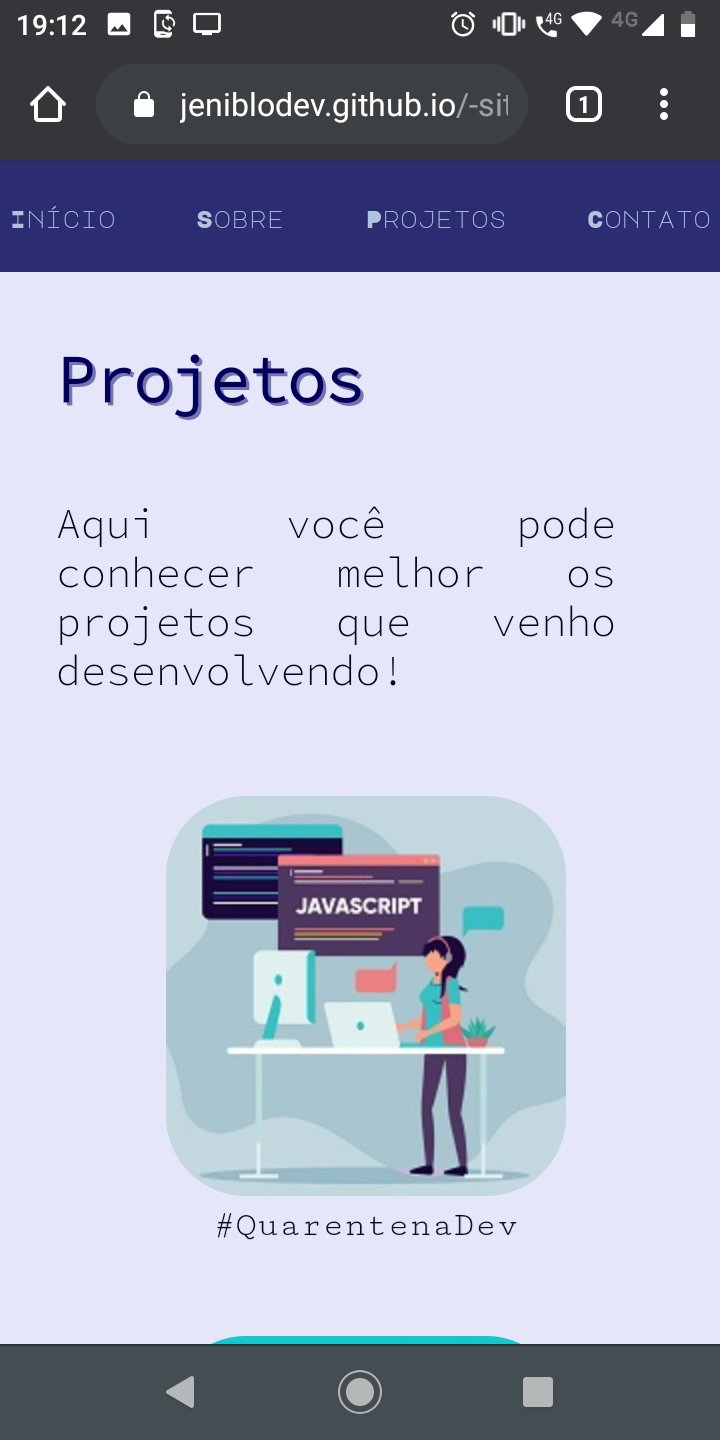 19:12 4G 4G
jeniblodev.github.io/-sit
1
INÍCIO SOBRE PROJETOS CONTATO
Projetos
Aqui você pode
conhecer melhor os
projetos que venho
desenvolvendo!
JAVASCRIPT
#QuarentenaDev